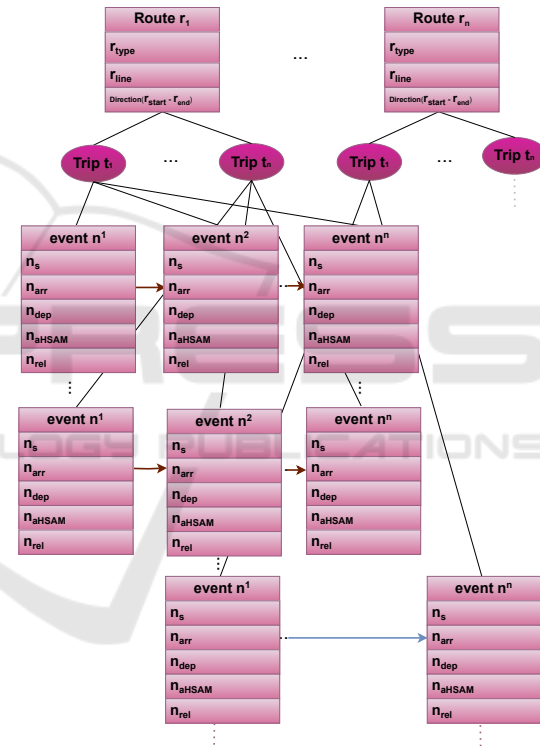 Route r1 Route rn
rtype rtype
... 
rline rline
Direction(rstart - rend) Direction(rstart - rend)
Trip t1 ... Trip tn Trip t1 ... Trip tn
event n1 event n2 event nn
ns ns ns
narr narr ... narr
ndep ndep ndep
naHSAM naHSAM naHSAM
nrel nrel nrel
event n1 event n2 event nn
ns ns ns
narr narr narr
ndep ndep ndep
naHSAM naHSAM naHSAM
nrel nrel nrel
event n1 event nn
ns ns
narr ... narr
ndep ndep
naHSAM naHSAM
nrel nrel
PRESS
LOGY PUBLICATIONS